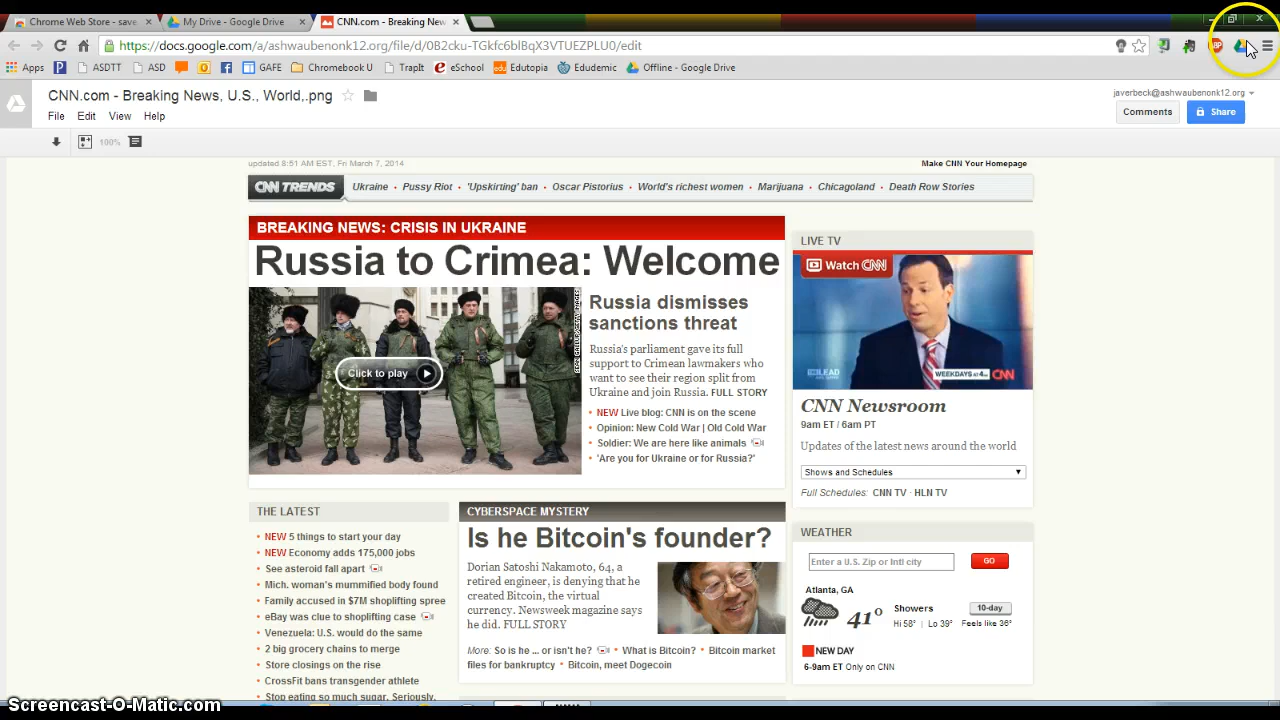 Chrome Web Store - save
My Drive - Google Drive
CNN.com - Breaking New
https://docs.google.com/a/ashwaubenonk12.org/file/d/0B2cku-TGkfc6blBqX3VTUEZPLU0/edit
Apps P ASDTT ASD GAFE Chromebook U TrapIt eSchool Edutopia Edudemic Offline - Google Drive
CNN.com - Breaking News, U.S., World,.png
javerbeck@ashwaubenonk12.org
File Edit View Help
Comments
Share
100%
updated 8:51 AM EST, Fri March 7, 2014
Make CNN Your Homepage
CNN TRENDS Ukraine • Pussy Riot • 'Upskirting' ban • Oscar Pistorius • World's richest women • Marijuana • Chicagoland • Death Row Stories
BREAKING NEWS: CRISIS IN UKRAINE
Russia to Crimea: Welcome
Click to play
Russia dismisses
sanctions threat
Russia's parliament gave its full
support to Crimean lawmakers who
want to see their region split from
Ukraine and join Russia. FULL STORY
• NEW Live blog: CNN is on the scene
• Opinion: New Cold War | Old Cold War
• Soldier: We are here like animals
• 'Are you for Ukraine or for Russia?'
LIVE TV
Watch CNN
LEAD
WEEKDAYS at 4 CNN
CNN Newsroom
9am ET / 6am PT
Updates of the latest news around the world
Shows and Schedules
Full Schedules: CNN TV · HLN TV
THE LATEST
• NEW 5 things to start your day
• NEW Economy adds 175,000 jobs
• See asteroid fall apart
• Mich. woman's mummified body found
• Family accused in $7M shoplifting spree
• eBay was clue to shoplifting case
• Venezuela: U.S. would do the same
• 2 big grocery chains to merge
• Store closings on the rise
• CrossFit bans transgender athlete
• Stop eating so much sugar. Seriously.
CYBERSPACE MYSTERY
Is he Bitcoin's founder?
Dorian Satoshi Nakamoto, 64, a
retired engineer, is denying that he
created Bitcoin, the virtual
currency. Newsweek magazine says
he did. FULL STORY
More: So is he ... or isn't he? • What is Bitcoin? • Bitcoin market
files for bankruptcy • Bitcoin, meet Dogecoin
WEATHER
Enter a U.S. Zip or Intl city
GO
Atlanta, GA
41°
Showers
Hi 58° | Lo 39°
10-day
Feels like 36°
NEW DAY
6-9am ET Only on CNN
Screencast-O-Matic.com